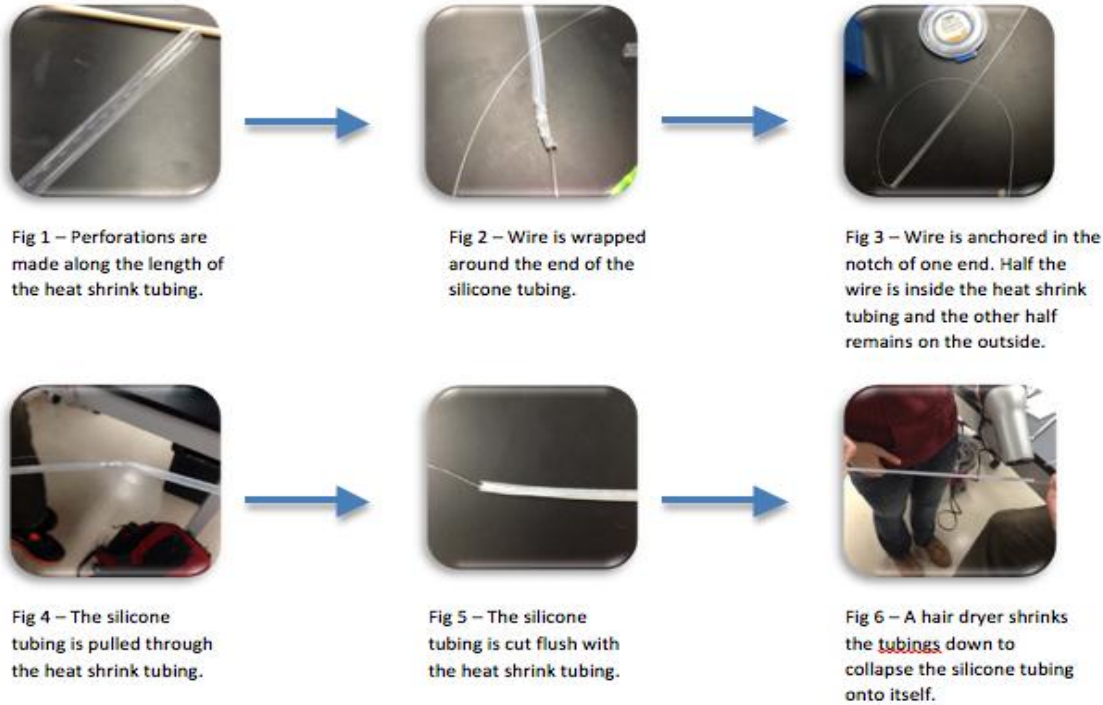 Fig 1 – Perforations are
made along the length of
the heat shrink tubing.
Fig 2 – Wire is wrapped
around the end of the
silicone tubing.
Fig 3 – Wire is anchored in the
notch of one end. Half the
wire is inside the heat shrink
tubing and the other half
remains on the outside.
Fig 4 – The silicone
tubing is pulled through
the heat shrink tubing.
Fig 5 – The silicone
tubing is cut flush with
the heat shrink tubing.
Fig 6 – A hair dryer shrinks
the tubings down to
collapse the silicone tubing
onto itself.